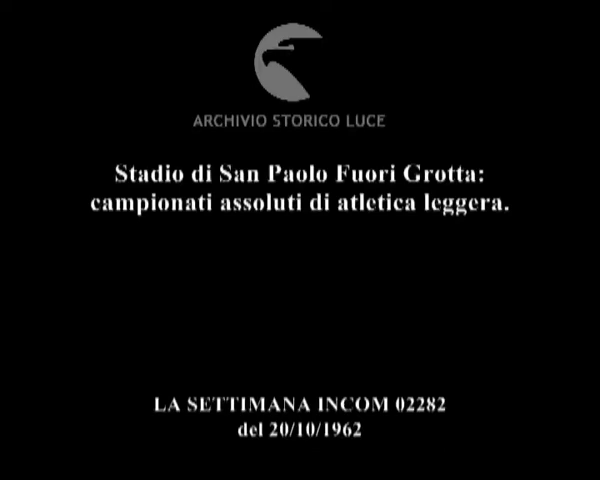 ARCHIVIO STORICO LUCE
Stadio di San Paolo Fuori Grotta:
campionati assoluti di atletica leggera.
LA SETTIMANA INCOM 02282
del 20/10/1962